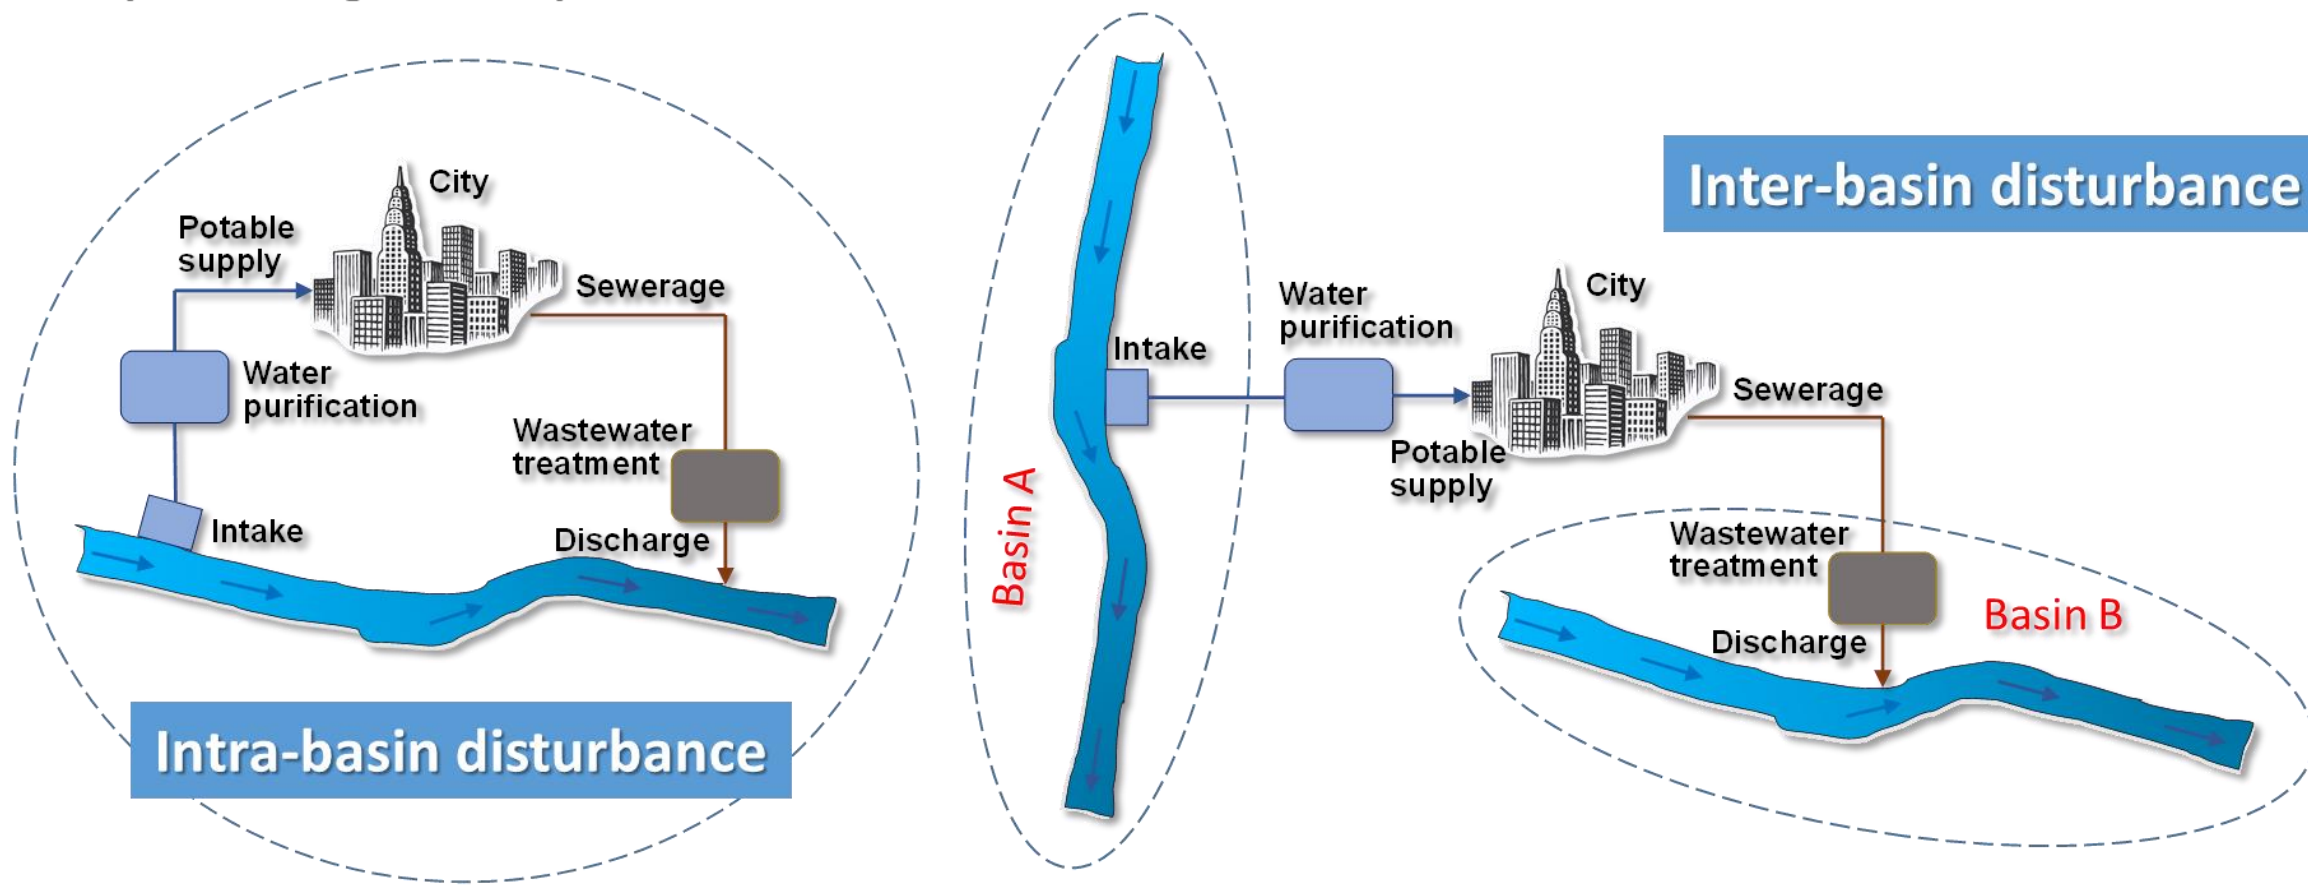 City
Potable
supply
Sewerage
Water
purification
Wastewater
treatment
Intake
Discharge
Intra-basin disturbance
Inter-basin disturbance
Basin A
Intake
Water
purification
City
Potable
supply
Sewerage
Wastewater
treatment
Basin B
Discharge